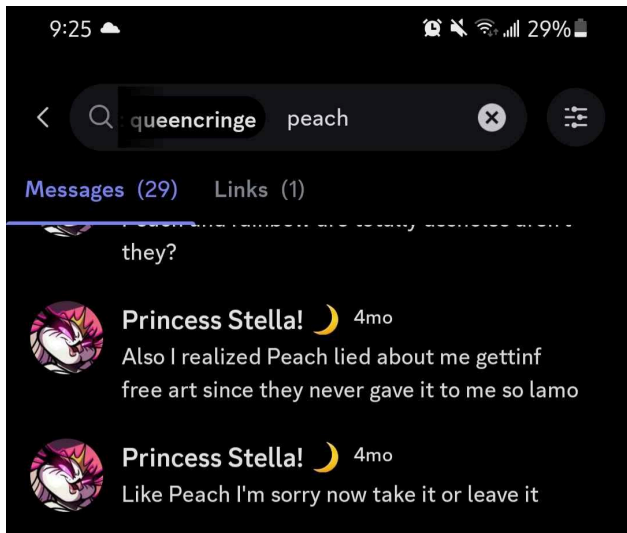 9:25 29%
queencringe peach
Messages (29) Links (1)
they?
Princess Stella! 4mo
Also I realized Peach lied about me gettinf
free art since they never gave it to me so lamo
Princess Stella! 4mo
Like Peach I'm sorry now take it or leave it